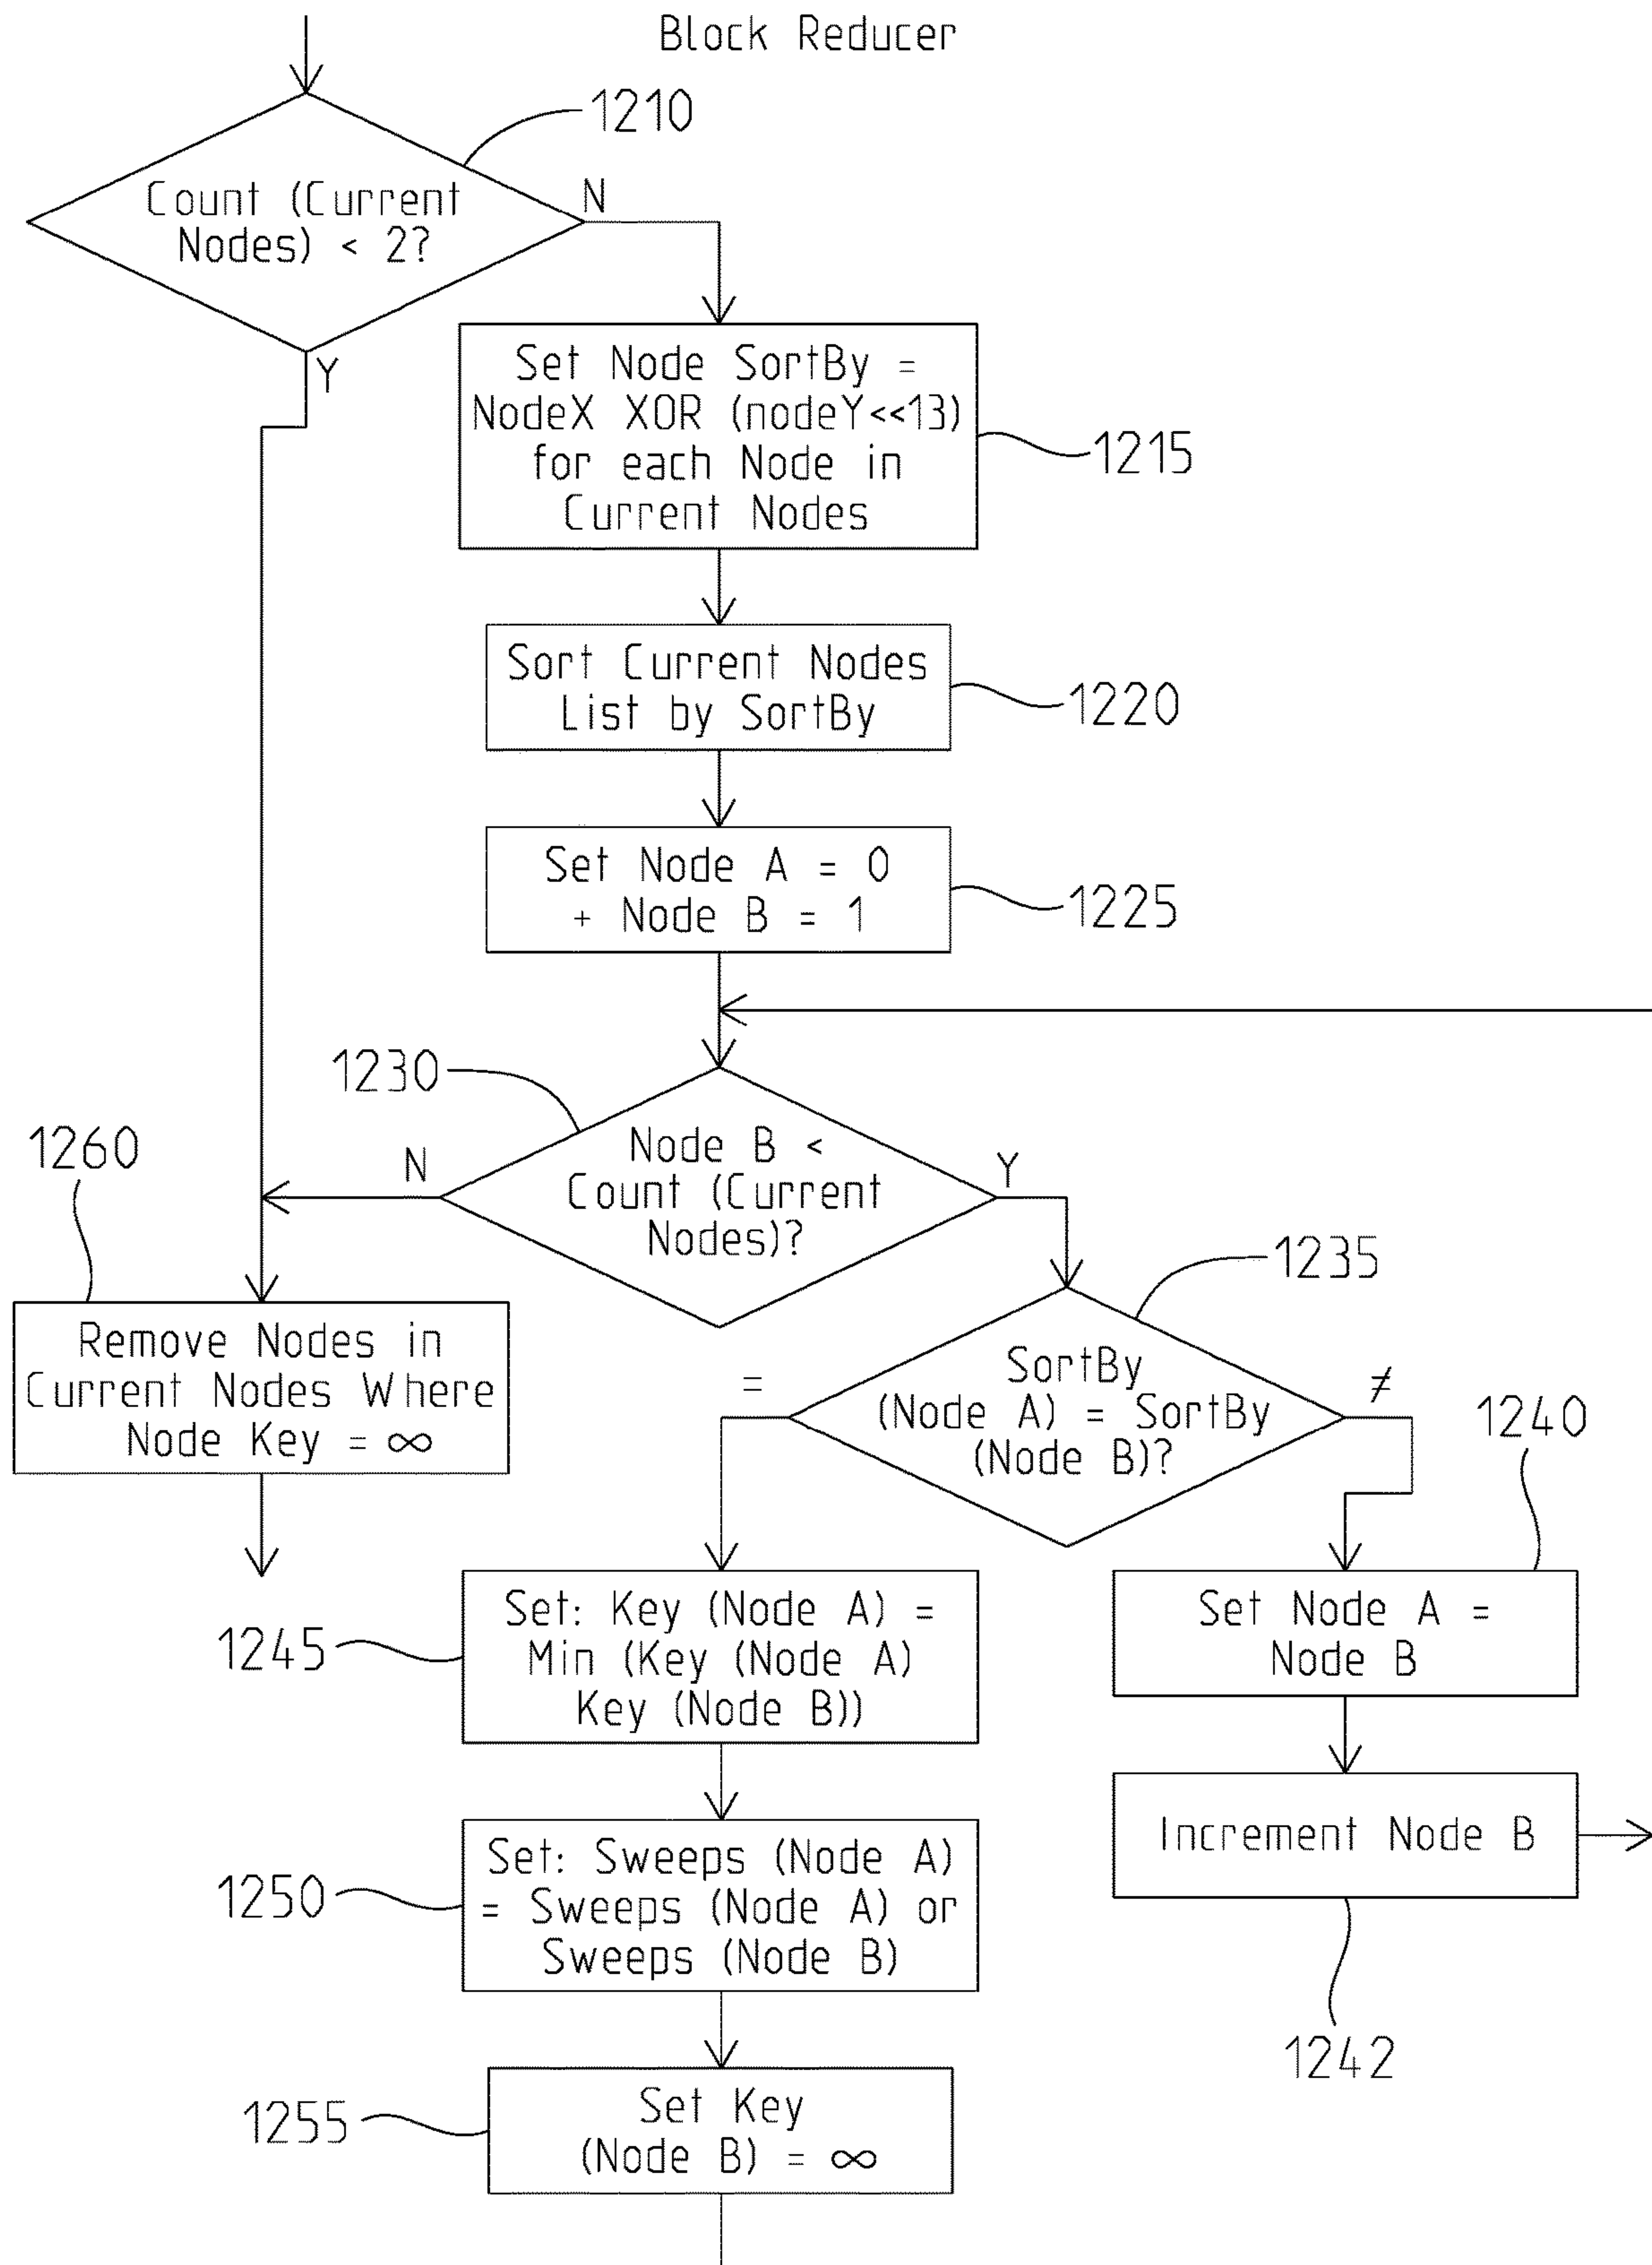 Block Reducer
1210
Count (Current
Nodes) < 2?
N
Y
Set Node SortBy =
NodeX XOR (nodeY<<13)
for each Node in
Current Nodes
1215
Sort Current Nodes
List by SortBy
1220
Set Node A = 0
+ Node B = 1
1225
1230
Node B <
Count (Current
Nodes)?
N
Y
1260
Remove Nodes in
Current Nodes Where
Node Key = ∞
1235
SortBy
(Node A) = SortBy
(Node B)?
=
≠
1240
Set Node A =
Node B
1245
Set: Key (Node A) =
Min (Key (Node A)
Key (Node B))
Increment Node B
1242
1250
Set: Sweeps (Node A)
= Sweeps (Node A) or
Sweeps (Node B)
1255
Set Key
(Node B) = ∞